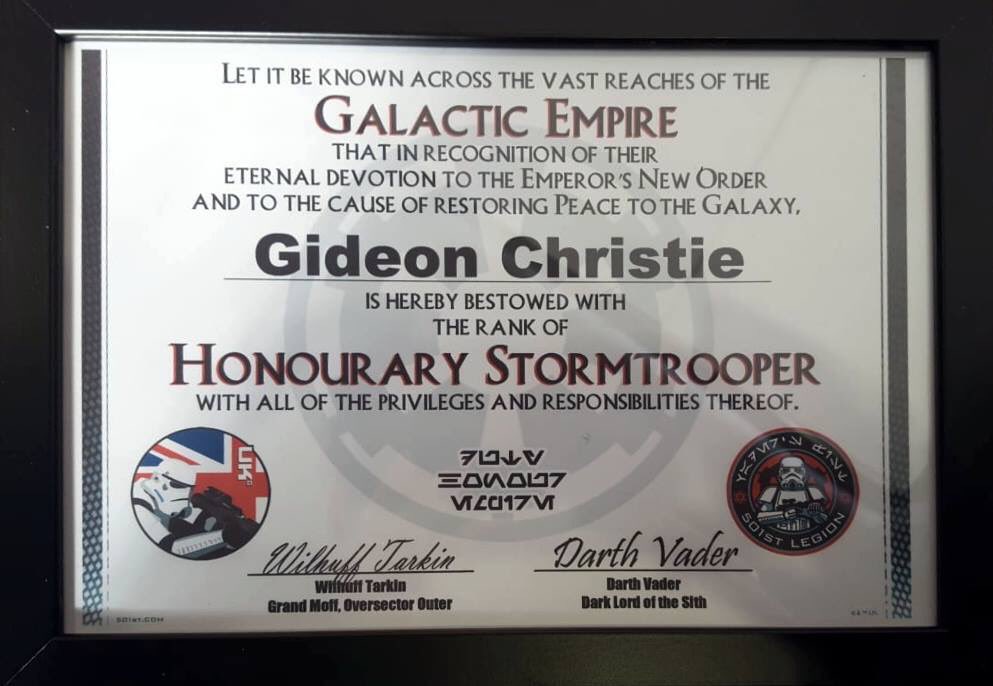 LET IT BE KNOWN ACROSS THE VAST REACHES OF THE
GALACTIC EMPIRE
THAT IN RECOGNITION OF THEIR
ETERNAL DEVOTION TO THE EMPEROR'S NEW ORDER
AND TO THE CAUSE OF RESTORING PEACE TO THE GALAXY,
Gideon Christie
IS HEREBY BESTOWED WITH
THE RANK OF
HONOURARY STORMTROOPER
WITH ALL OF THE PRIVILEGES AND RESPONSIBILITIES THEREOF.
UKG
501ST LEGION
Wilhuff Tarkin
Wilhuff Tarkin
Grand Moff, Oversector Outer
Darth Vader
Darth Vader
Dark Lord of the Sith
501ST.COM